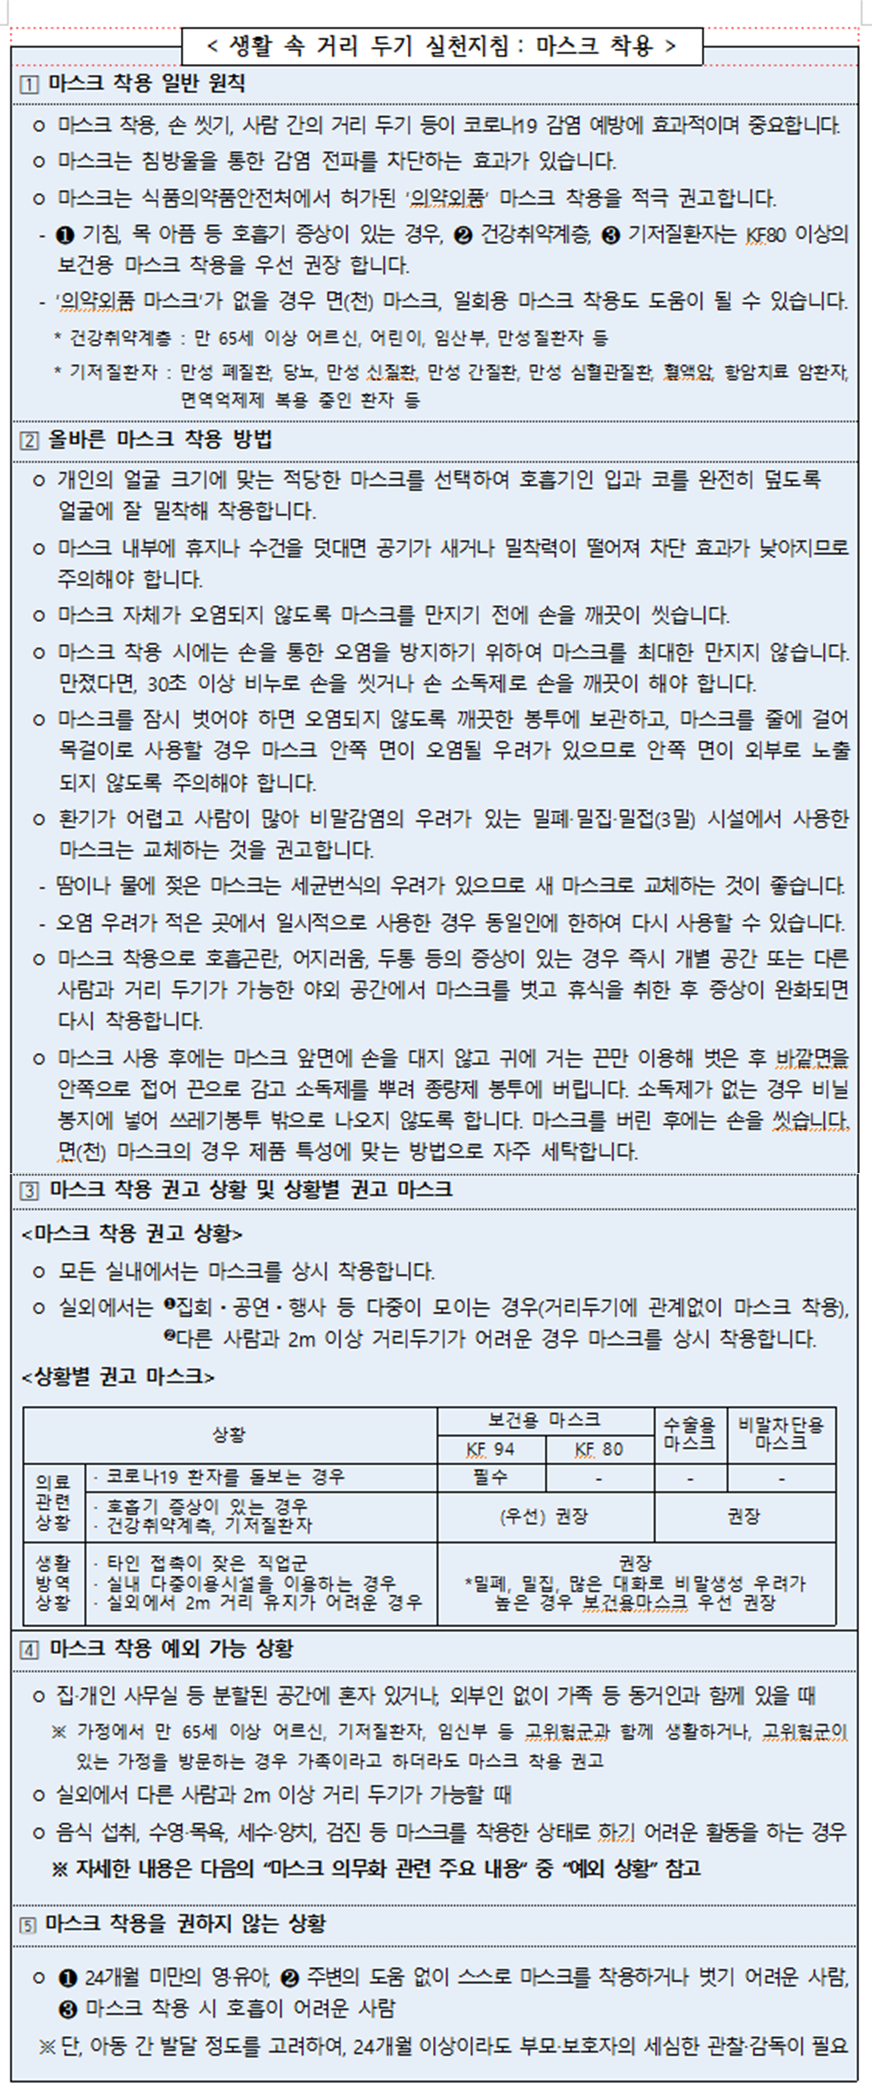 < 생활 속 거리 두기 실천지침 : 마스크 착용 >
1 마스크 착용 일반 원칙
ㅇ 마스크 착용, 손 씻기, 사람 간의 거리 두기 등이 코로나19 감염 예방에 효과적이며 중요합니다.
ㅇ 마스크는 침방울을 통한 감염 전파를 차단하는 효과가 있습니다.
ㅇ 마스크는 식품의약품안전처에서 허가된 ‘의약외품’ 마스크 착용을 적극 권고합니다.
- ❶ 기침, 목 아픔 등 호흡기 증상이 있는 경우, ❷ 건강취약계층, ❸ 기저질환자는 KF80 이상의
보건용 마스크 착용을 우선 권장 합니다.
- ‘의약외품 마스크’가 없을 경우 면(천) 마스크, 일회용 마스크 착용도 도움이 될 수 있습니다.
* 건강취약계층 : 만 65세 이상 어르신, 어린이, 임산부, 만성질환자 등
* 기저질환자 : 만성 폐질환, 당뇨, 만성 신질환, 만성 간질환, 만성 심혈관질환, 혈액암, 항암치료 암환자,
면역억제제 복용 중인 환자 등
2 올바른 마스크 착용 방법
ㅇ 개인의 얼굴 크기에 맞는 적당한 마스크를 선택하여 호흡기인 입과 코를 완전히 덮도록
얼굴에 잘 밀착해 착용합니다.
ㅇ 마스크 내부에 휴지나 수건을 덧대면 공기가 새거나 밀착력이 떨어져 차단 효과가 낮아지므로
주의해야 합니다.
ㅇ 마스크 자체가 오염되지 않도록 마스크를 만지기 전에 손을 깨끗이 씻습니다.
ㅇ 마스크 착용 시에는 손을 통한 오염을 방지하기 위하여 마스크를 최대한 만지지 않습니다.
만졌다면, 30초 이상 비누로 손을 씻거나 손 소독제로 손을 깨끗이 해야 합니다.
ㅇ 마스크를 잠시 벗어야 하면 오염되지 않도록 깨끗한 봉투에 보관하고, 마스크를 줄에 걸어
목걸이로 사용할 경우 마스크 안쪽 면이 오염될 우려가 있으므로 안쪽 면이 외부로 노출
되지 않도록 주의해야 합니다.
ㅇ 환기가 어렵고 사람이 많아 비말감염의 우려가 있는 밀폐·밀집·밀접(3밀) 시설에서 사용한
마스크는 교체하는 것을 권고합니다.
- 땀이나 물에 젖은 마스크는 세균번식의 우려가 있으므로 새 마스크로 교체하는 것이 좋습니다.
- 오염 우려가 적은 곳에서 일시적으로 사용한 경우 동일인에 한하여 다시 사용할 수 있습니다.
ㅇ 마스크 착용으로 호흡곤란, 어지러움, 두통 등의 증상이 있는 경우 즉시 개별 공간 또는 다른
사람과 거리 두기가 가능한 야외 공간에서 마스크를 벗고 휴식을 취한 후 증상이 완화되면
다시 착용합니다.
ㅇ 마스크 사용 후에는 마스크 앞면에 손을 대지 않고 귀에 거는 끈만 이용해 벗은 후 바깥면을
안쪽으로 접어 끈으로 감고 소독제를 뿌려 종량제 봉투에 버립니다. 소독제가 없는 경우 비닐
봉지에 넣어 쓰레기봉투 밖으로 나오지 않도록 합니다. 마스크를 버린 후에는 손을 씻습니다.
면(천) 마스크의 경우 제품 특성에 맞는 방법으로 자주 세탁합니다.
3 마스크 착용 권고 상황 및 상황별 권고 마스크
<마스크 착용 권고 상황>
ㅇ 모든 실내에서는 마스크를 상시 착용합니다.
ㅇ 실외에서는 ❶집회·공연·행사 등 다중이 모이는 경우(거리두기에 관계없이 마스크 착용),
❷다른 사람과 2m 이상 거리두기가 어려운 경우 마스크를 상시 착용합니다.
<상황별 권고 마스크>
상황 보건용 마스크 수술용 마스크 비말차단용 마스크
KF 94 KF 80
의료 관련 상황
· 코로나19 환자를 돌보는 경우 필수 - - -
· 호흡기 증상이 있는 경우
· 건강취약계측, 기저질환자 (우선) 권장 권장
생활 방역 상황
· 타인 접촉이 잦은 직업군
· 실내 다중이용시설을 이용하는 경우
· 실외에서 2m 거리 유지가 어려운 경우
권장
*밀폐, 밀집, 많은 대화로 비말생성 우려가
높은 경우 보건용마스크 우선 권장
4 마스크 착용 예외 가능 상황
ㅇ 집·개인 사무실 등 분할된 공간에 혼자 있거나, 외부인 없이 가족 등 동거인과 함께 있을 때
※ 가정에서 만 65세 이상 어르신, 기저질환자, 임신부 등 고위험군과 함께 생활하거나, 고위험군이
있는 가정을 방문하는 경우 가족이라고 하더라도 마스크 착용 권고
ㅇ 실외에서 다른 사람과 2m 이상 거리 두기가 가능할 때
ㅇ 음식 섭취, 수영·목욕, 세수·양치, 검진 등 마스크를 착용한 상태로 하기 어려운 활동을 하는 경우
※ 자세한 내용은 다음의 “마스크 의무화 관련 주요 내용” 중 “예외 상황” 참고
5 마스크 착용을 권하지 않는 상황
ㅇ ❶ 24개월 미만의 영·유아, ❷ 주변의 도움 없이 스스로 마스크를 착용하거나 벗기 어려운 사람,
❸ 마스크 착용 시 호흡이 어려운 사람
※ 단, 아동 간 발달 정도를 고려하여, 24개월 이상이라도 부모·보호자의 세심한 관찰·감독이 필요